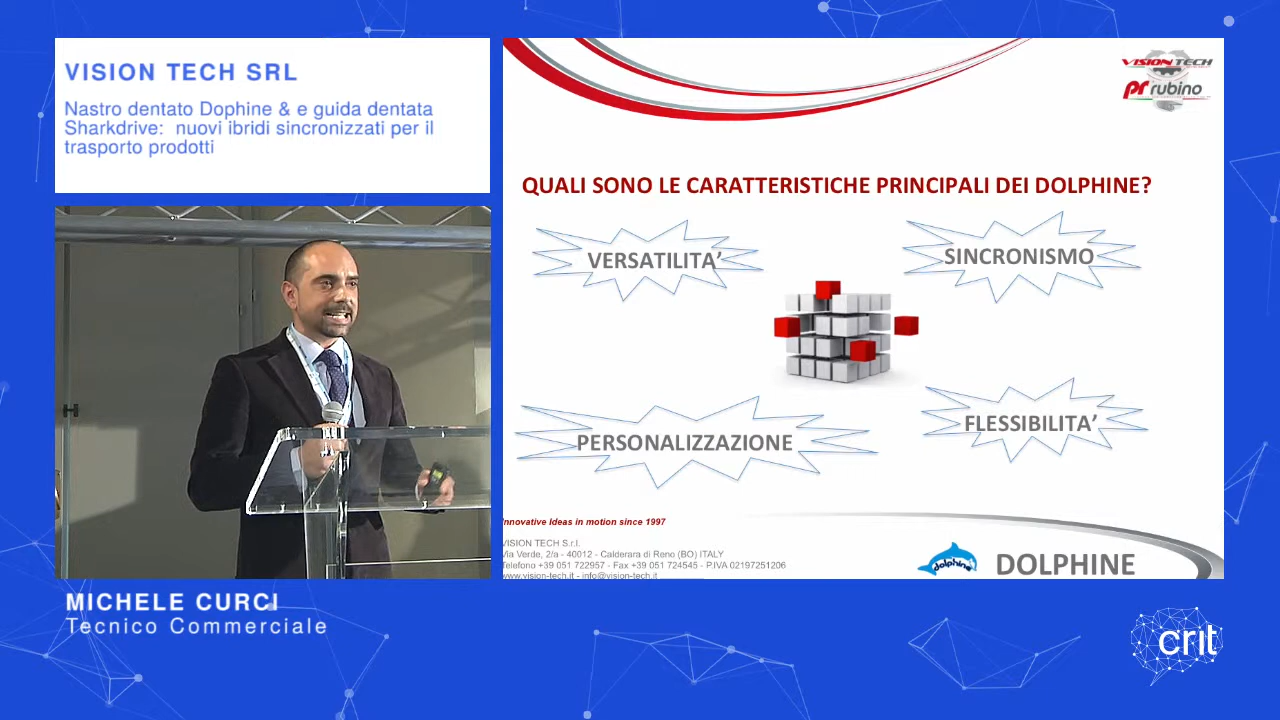 VISION TECH SRL
Nastro dentato Dophine & e guida dentata
Sharkdrive: nuovi ibridi sincronizzati per il
trasporto prodotti
VISION TECH
pr rubino
QUALI SONO LE CARATTERISTICHE PRINCIPALI DEI DOLPHINE?
VERSATILITA'
SINCRONISMO
PERSONALIZZAZIONE
FLESSIBILITA'
Innovative Ideas in motion since 1997
VISION TECH S.r.l.
Via Verde, 2/a - 40012 - Calderara di Reno (BO) ITALY
Telefono +39 051 722957 - Fax +39 051 724545 - P.IVA 02197251206
www.vision-tech.it - info@vision-tech.it
dolphine
DOLPHINE
MICHELE CURCI
Tecnico Commerciale
crit